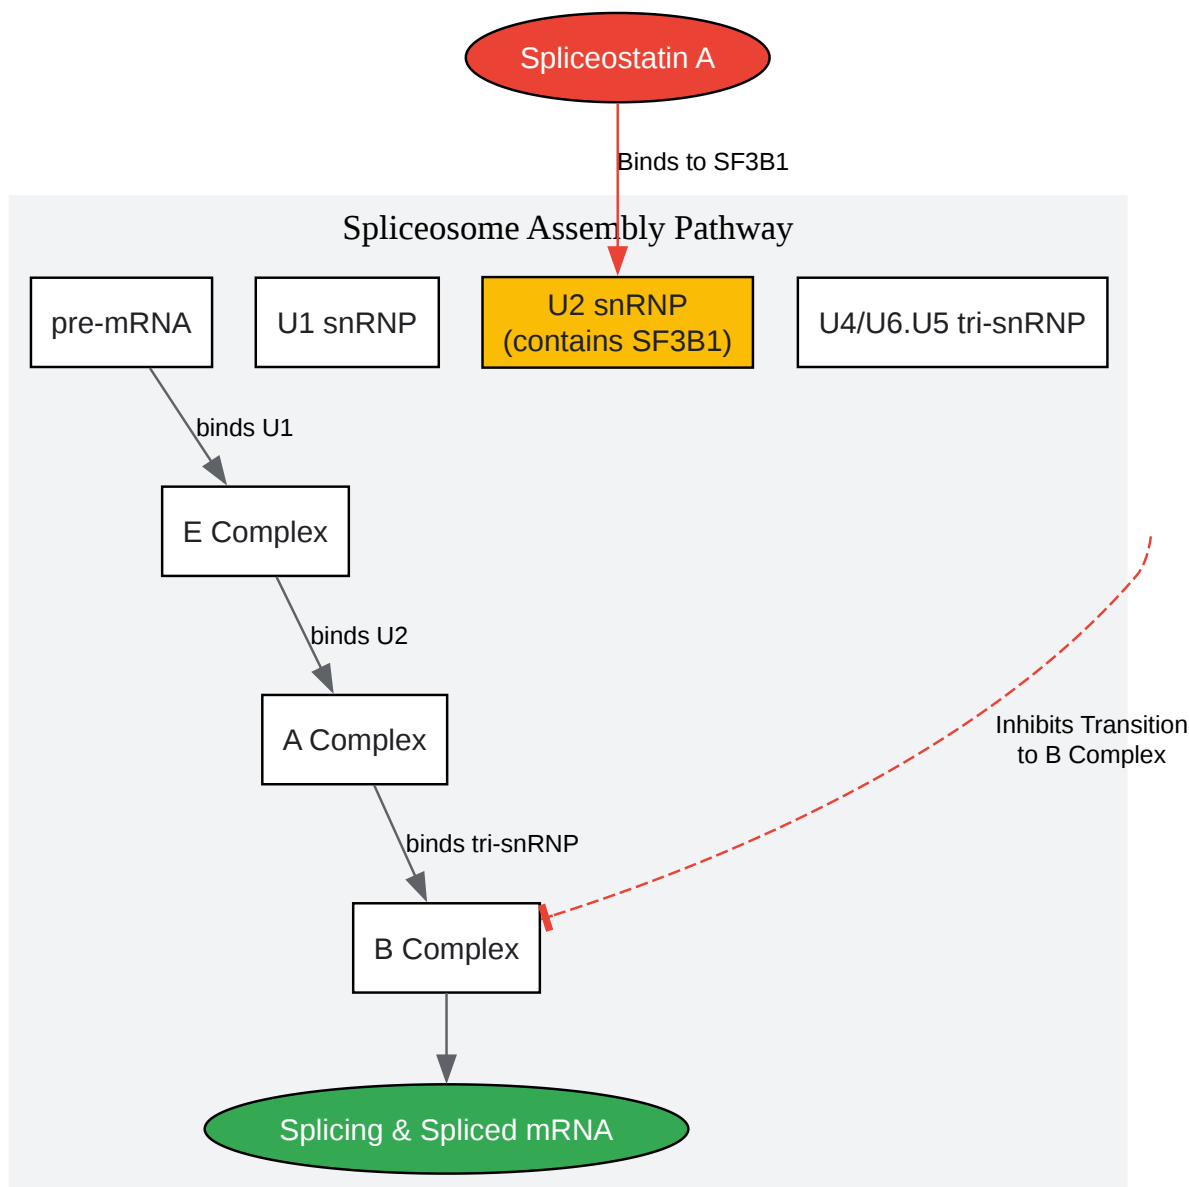 Spliceostatin A
Binds to SF3B1
Spliceosome Assembly Pathway
pre-mRNA
U1 snRNP
U2 snRNP
(contains SF3B1)
U4/U6.U5 tri-snRNP
binds U1
E Complex
binds U2
A Complex
Inhibits Transition
to B Complex
binds tri-snRNP
B Complex
Splicing & Spliced mRNA